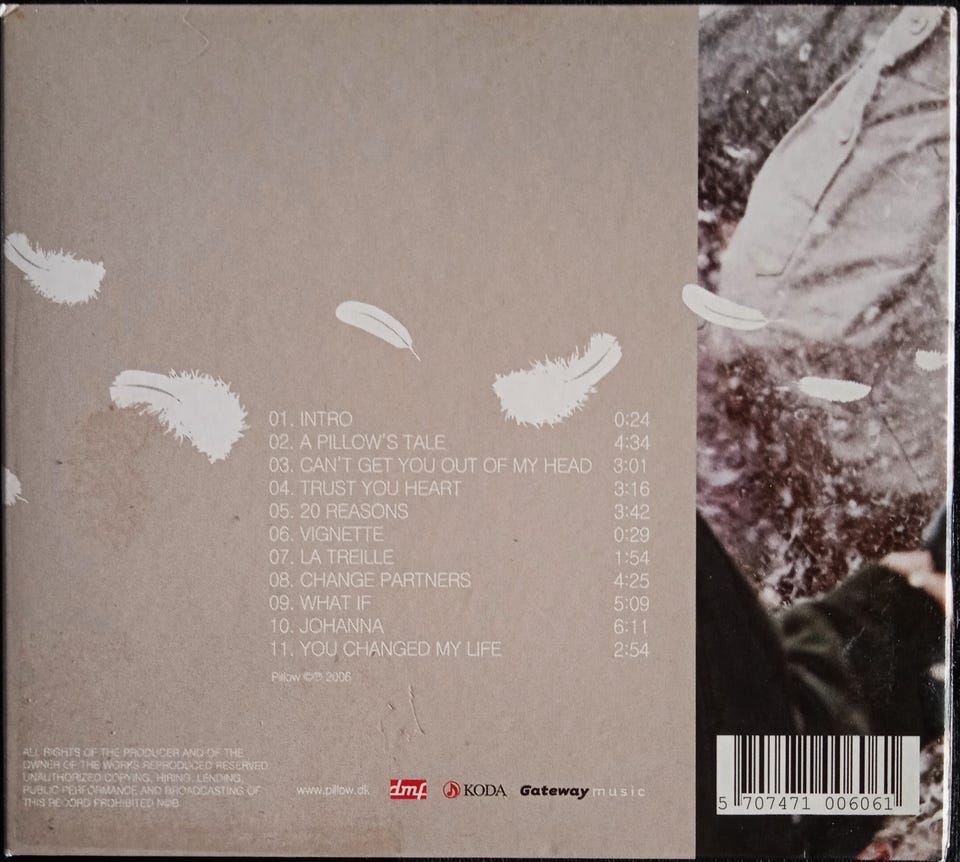 01. INTRO 0:24
02. A PILLOW'S TALE 4:34
03. CAN'T GET YOU OUT OF MY HEAD 3:01
04. TRUST YOU HEART 3:16
05. 20 REASONS 3:42
06. VIGNETTE 0:29
07. LA TREILLE 1:54
08. CHANGE PARTNERS 4:25
09. WHAT IF 5:09
10. JOHANNA 6:11
11. YOU CHANGED MY LIFE 2:54
Pillow ©℗ 2006
ALL RIGHTS OF THE PRODUCER AND OF THE
OWNER OF THE WORKS REPRODUCED RESERVED.
UNAUTHORIZED COPYING, HIRING, LENDING,
PUBLIC PERFORMANCE AND BROADCASTING OF
THIS RECORD PROHIBITED NCB.
www.pillow.dk dmf KODA Gateway music
5 707471 006061